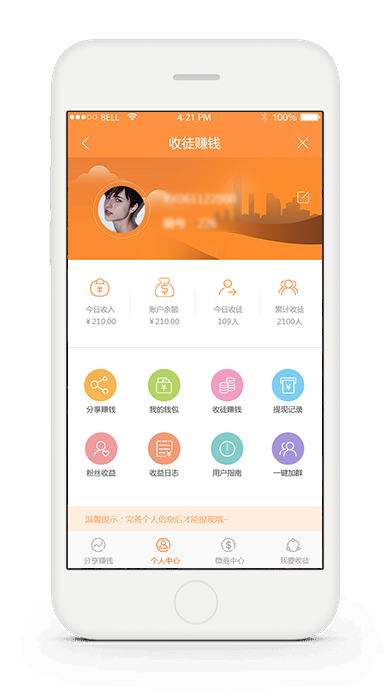 BELL 4:21 PM 100%
收徒赚钱
今日收入 账户余额 今日收徒 累计收徒
¥210.00 ¥210.00 109人 2100人
分享赚钱 我的钱包 收徒赚钱 提现记录
粉丝收益 收益日志 用户指南 一键加群
温馨提示：完善个人信息后才能提现哦~
分享赚钱 个人中心 微商中心 我要收徒